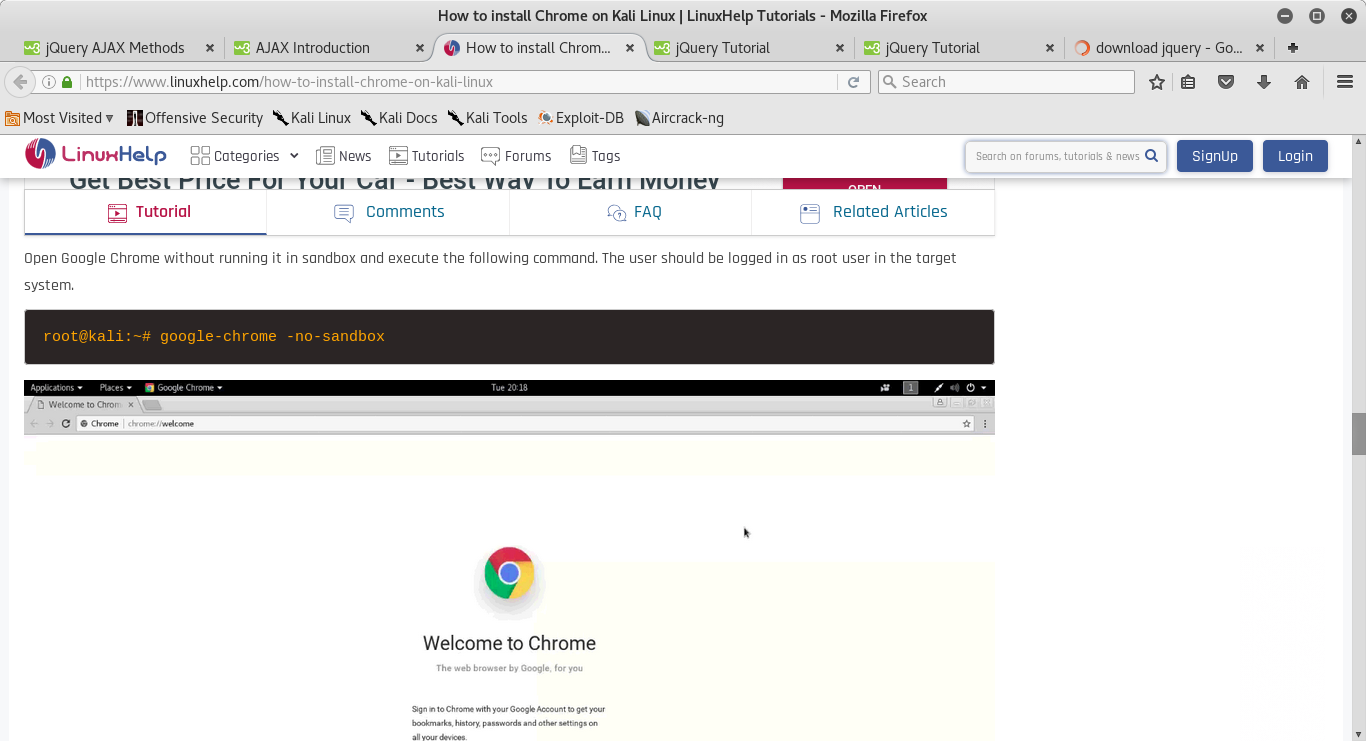 How to install Chrome on Kali Linux | LinuxHelp Tutorials - Mozilla Firefox
jQuery AJAX Methods
AJAX Introduction
How to install Chrom...
jQuery Tutorial
jQuery Tutorial
download jquery - Go...
https://www.linuxhelp.com/how-to-install-chrome-on-kali-linux
Search
Most Visited
Offensive Security
Kali Linux
Kali Docs
Kali Tools
Exploit-DB
Aircrack-ng
LinuxHelp
Categories
News
Tutorials
Forums
Tags
Search on forums, tutorials & news
SignUp
Login
Get Best Price For Your Car - Best Way To Earn Money
OPEN
Tutorial
Comments
FAQ
Related Articles
Open Google Chrome without running it in sandbox and execute the following command. The user should be logged in as root user in the target
system.
root@kali:~# google-chrome -no-sandbox
Applications
Places
Google Chrome
Tue 20:18
1
Welcome to Chrom
Chrome
chrome://welcome
Welcome to Chrome
The web browser by Google, for you
Sign in to Chrome with your Google Account to get your
bookmarks, history, passwords and other settings on
all your devices.